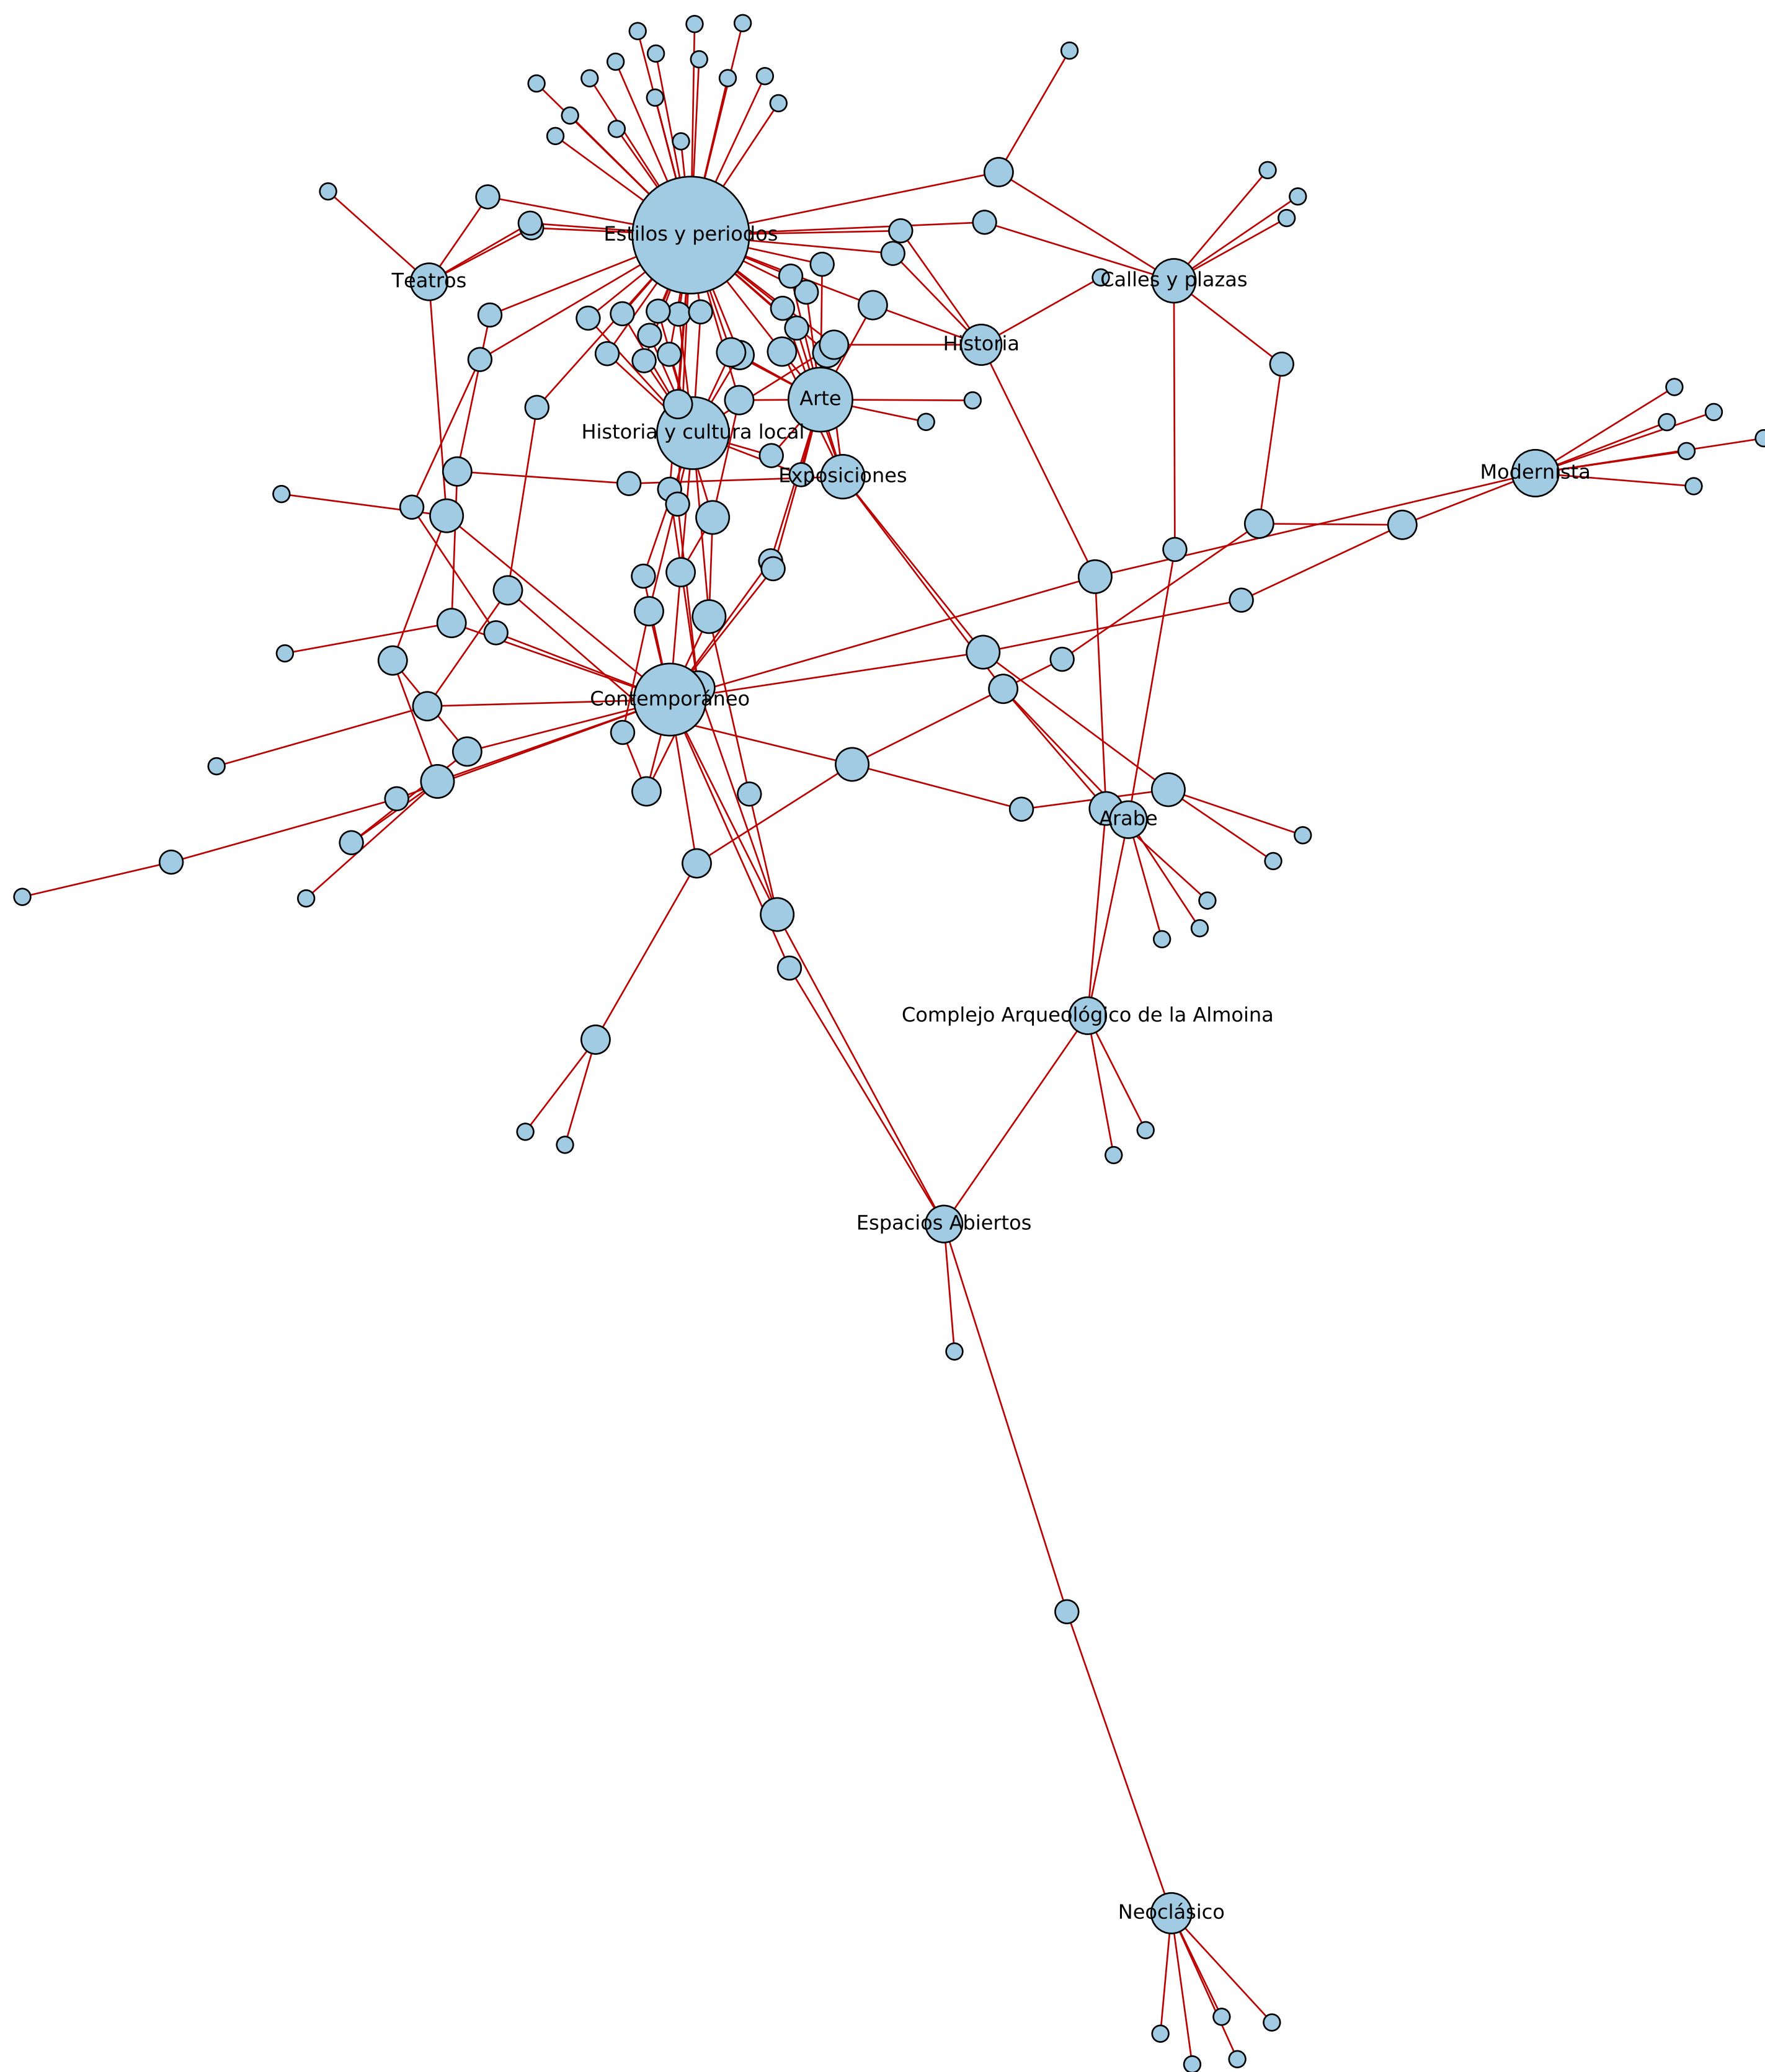 Estilos y periodos
Teatros
Calles y plazas
Historia
Arte
Historia y cultura local
Exposiciones
Modernista
Contemporáneo
Arabe
Complejo Arqueológico de la Almoina
Espacios Abiertos
Neoclásico